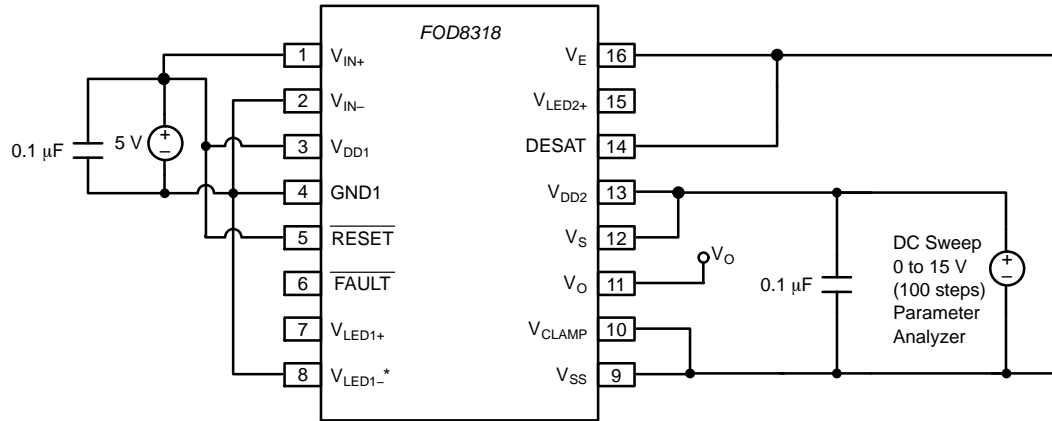 FOD8318
1 V_IN+
2 V_IN–
3 V_DD1
4 GND1
5 RESET
6 FAULT
7 V_LED1+
8 V_LED1–*
V_E 16
V_LED2+ 15
DESAT 14
V_DD2 13
V_S 12
V_O 11
V_CLAMP 10
V_SS 9
0.1 μF
5 V
+
–
V_O
0.1 μF
DC Sweep
0 to 15 V
(100 steps)
Parameter
Analyzer
+
–